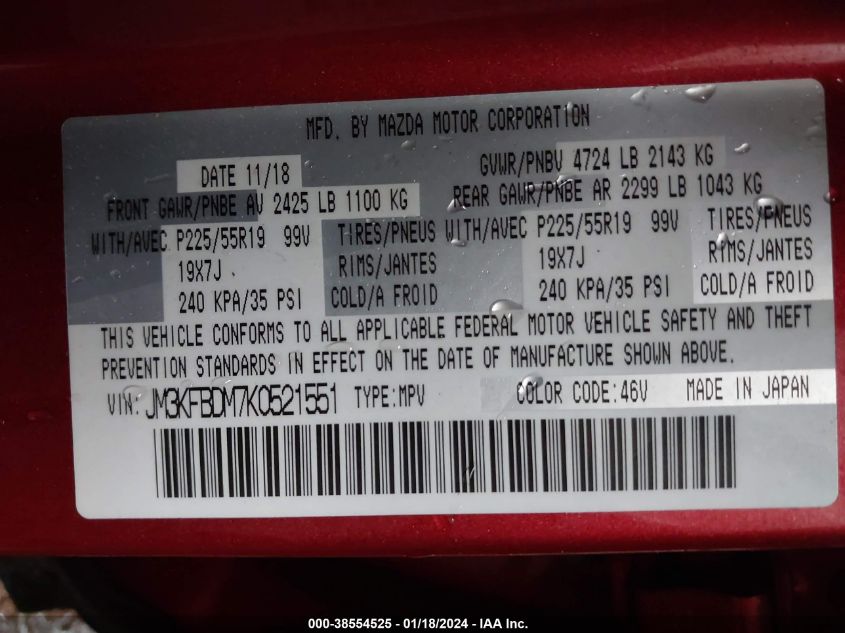 MFD. BY MAZDA MOTOR CORPORATION
DATE 11/18 GVWR/PNBV 4724 LB 2143 KG
FRONT GAWR/PNBE AV 2425 LB 1100 KG REAR GAWR/PNBE AR 2299 LB 1043 KG
WITH/AVEC P225/55R19 99V TIRES/PNEUS WITH/AVEC P225/55R19 99V TIRES/PNEUS
19X7J RIMS/JANTES 19X7J RIMS/JANTES
240 KPA/35 PSI COLD/A FROID 240 KPA/35 PSI COLD/A FROID
THIS VEHICLE CONFORMS TO ALL APPLICABLE FEDERAL MOTOR VEHICLE SAFETY AND THEFT
PREVENTION STANDARDS IN EFFECT ON THE DATE OF MANUFACTURE SHOWN ABOVE.
VIN: JM3KFBDM7K0521551 TYPE:MPV COLOR CODE:46V MADE IN JAPAN
000-38554525 - 01/18/2024 - IAA Inc.